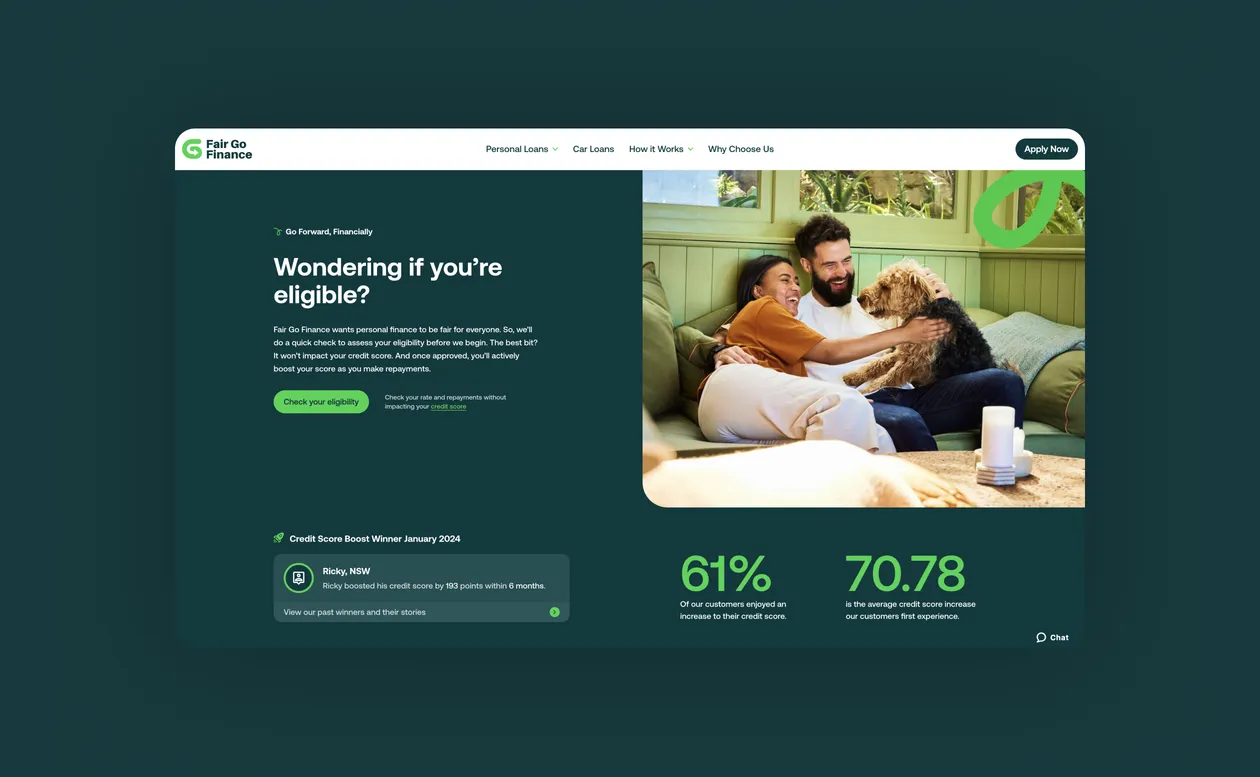 Fair Go
Finance
Personal Loans
Car Loans
How it Works
Why Choose Us
Apply Now
Go Forward, Financially
Wondering if you’re
eligible?
Fair Go Finance wants personal finance to be fair for everyone. So, we’ll
do a quick check to assess your eligibility before we begin. The best bit?
It won’t impact your credit score. And once approved, you’ll actively
boost your score as you make repayments.
Check your eligibility
Check your rate and repayments without
impacting your credit score
Credit Score Boost Winner January 2024
Ricky, NSW
Ricky boosted his credit score by 193 points within 6 months.
View our past winners and their stories
61%
Of our customers enjoyed an
increase to their credit score.
70.78
is the average credit score increase
our customers first experience.
Chat